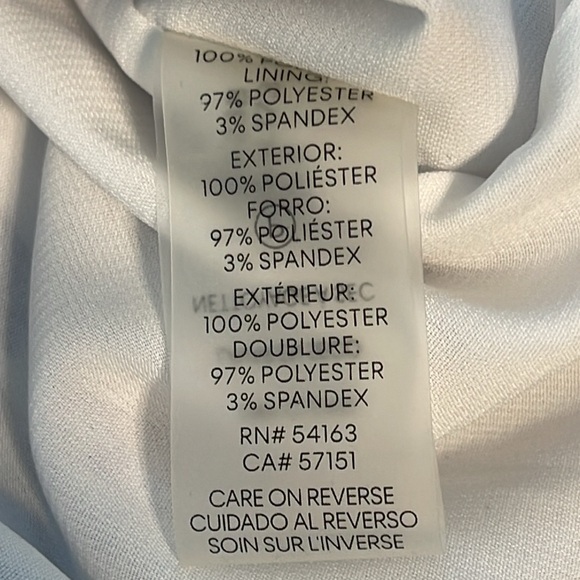 100%
LINING:
97% POLYESTER
3% SPANDEX
EXTERIOR:
100% POLIÉSTER
FORRO:
97% POLIÉSTER
3% SPANDEX
EXTÉRIEUR:
100% POLYESTER
DOUBLURE:
97% POLYESTER
3% SPANDEX
RN# 54163
CA# 57151
CARE ON REVERSE
CUIDADO AL REVERSO
SOIN SUR L'INVERSE